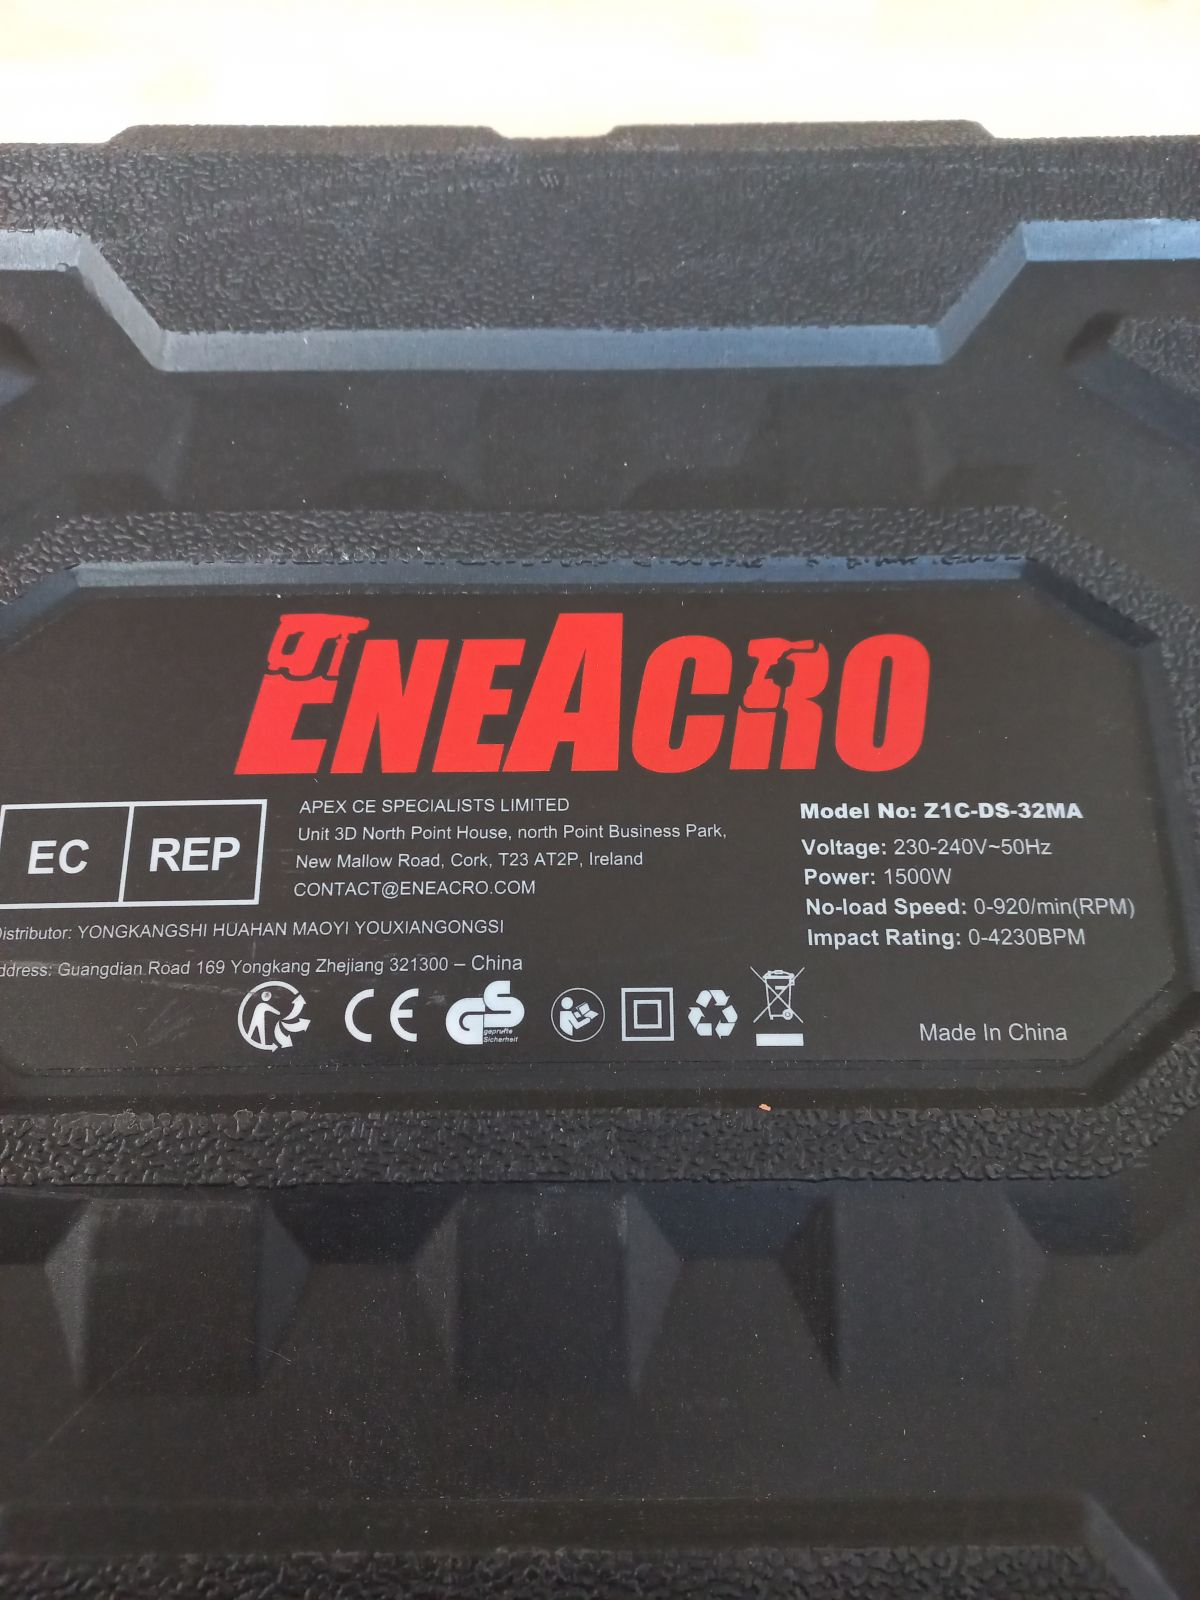 ENEACRO
EC REP
APEX CE SPECIALISTS LIMITED
Unit 3D North Point House, north Point Business Park,
New Mallow Road, Cork, T23 AT2P, Ireland
CONTACT@ENEACRO.COM
istributor: YONGKANGSHI HUAHAN MAOYI YOUXIANGONGSI
ddress: Guangdian Road 169 Yongkang Zhejiang 321300 – China
Model No: Z1C-DS-32MA
Voltage: 230-240V~50Hz
Power: 1500W
No-load Speed: 0-920/min(RPM)
Impact Rating: 0-4230BPM
CE
GS
geprufte
Sicherheit
Made In China